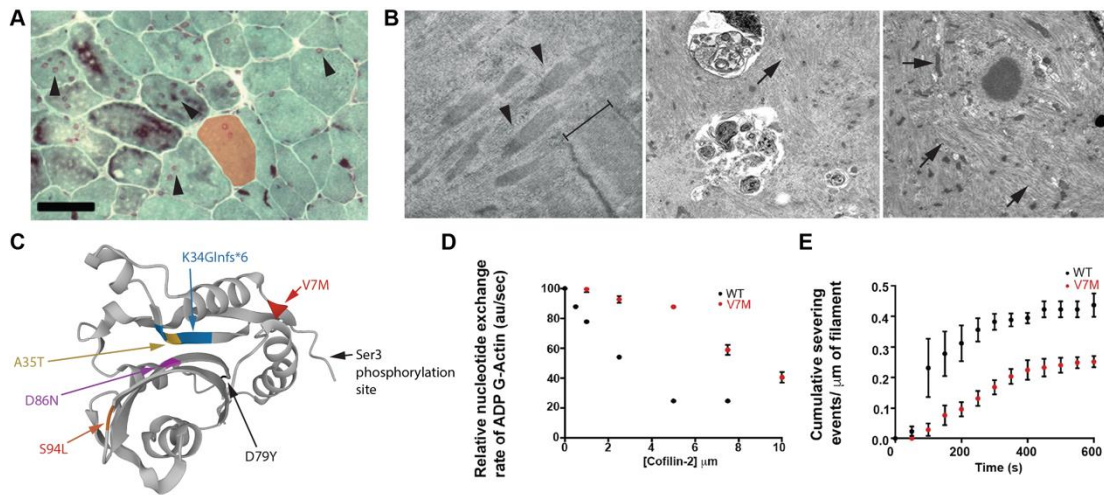 A
B
C
K34Glnfs*6
V7M
A35T
Ser3
phosphorylation
site
D86N
S94L
D79Y
D
Relative nucleotide exchange
rate of ADP G-Actin (au/sec)
100
80
60
40
20
0
0
2
4
6
8
10
[Cofilin-2] μm
WT
V7M
E
Cumulative severing
events/ μm of filament
0.5
0.4
0.3
0.2
0.1
0.0
0
200
400
600
Time (s)
WT
V7M